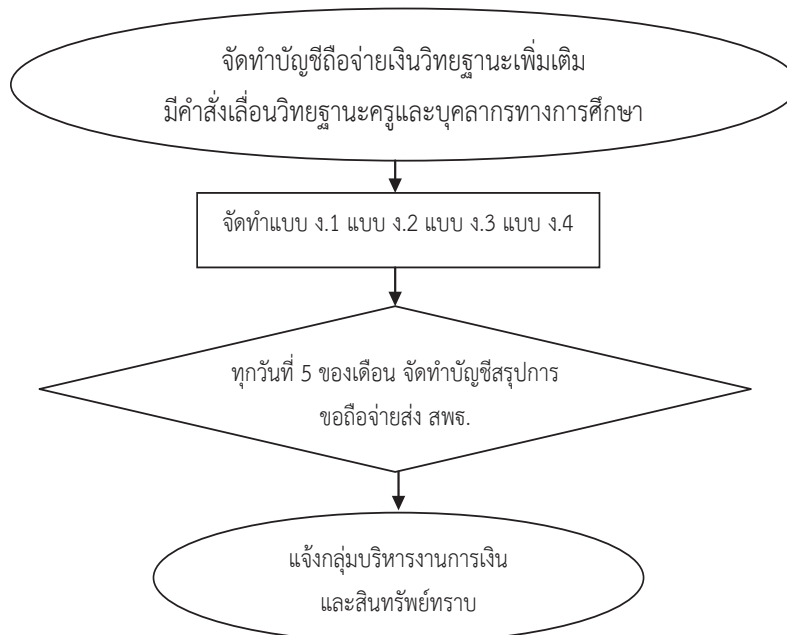 จัดทำบัญชีถือจ่ายเงินวิทยฐานะเพิ่มเติม
มีคำสั่งเลื่อนวิทยฐานะครูและบุคลากรทางการศึกษา
จัดทำแบบ ง.1 แบบ ง.2 แบบ ง.3 แบบ ง.4
ทุกวันที่ 5 ของเดือน จัดทำบัญชีสรุปการ
ขอถือจ่ายส่ง สพฐ.
แจ้งกลุ่มบริหารงานการเงิน
และสินทรัพย์ทราบ